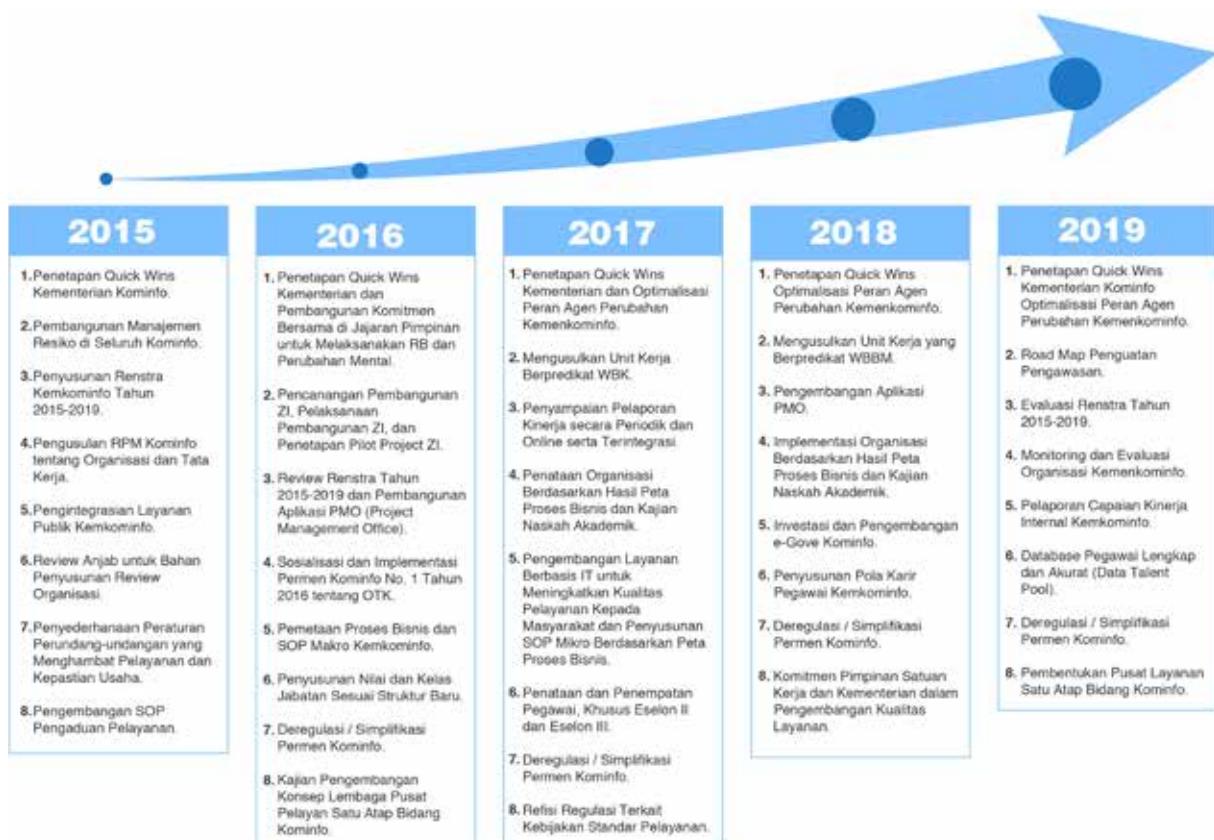 2015
1. Penetapan Quick Wins
Kementerian Kominfo.
2. Pembangunan Manajemen
Resiko di Seluruh Kominfo.
3. Penyusunan Renstra
Kemkominfo Tahun
2015-2019.
4. Pengusulan RPM Kominfo
tentang Organisasi dan Tata
Kerja.
5. Pengintegrasian Layanan
Publik Kemkominfo.
6. Review Anjab untuk Bahan
Penyusunan Review
Organisasi.
7. Penyederhanaan Peraturan
Perundang-undangan yang
Menghambat Pelayanan dan
Kepastian Usaha.
8. Pengembangan SOP
Pengaduan Pelayanan.
2016
1. Penetapan Quick Wins
Kementerian dan
Pembangunan Komitmen
Bersama di Jajaran Pimpinan
untuk Melaksanakan RB dan
Perubahan Mental.
2. Pencanangan Pembangunan
ZI, Pelaksanaan
Pembangunan ZI, dan
Penetapan Pilot Project ZI.
3. Review Renstra Tahun
2015-2019 dan Pembangunan
Aplikasi PMO (Project
Management Office).
4. Sosialisasi dan Implementasi
Permen Kominfo No. 1 Tahun
2016 tentang OTK.
5. Pemetaan Proses Bisnis dan
SOP Makro Kemkominfo.
6. Penyusunan Nilai dan Kelas
Jabatan Sesuai Struktur Baru.
7. Deregulasi / Simplifikasi
Permen Kominfo.
8. Kajian Pengembangan
Konsep Lembaga Pusat
Pelayan Satu Atap Bidang
Kominfo.
2017
1. Penetapan Quick Wins
Kementerian dan Optimalisasi
Peran Agen Perubahan
Kemenkominfo.
2. Mengusulkan Unit Kerja
Berpredikat WBK.
3. Penyampaian Pelaporan
Kinerja secara Periodik dan
Online serta Terintegrasi.
4. Penataan Organisasi
Berdasarkan Hasil Peta
Proses Bisnis dan Kajian
Naskah Akademik.
5. Pengembangan Layanan
Berbasis IT untuk
Meningkatkan Kualitas
Pelayanan Kepada
Masyarakat dan Penyusunan
SOP Mikro Berdasarkan Peta
Proses Bisnis.
6. Penataan dan Penempatan
Pegawai, Khusus Eselon II
dan Eselon III.
7. Deregulasi / Simplifikasi
Permen Kominfo.
8. Refisi Regulasi Terkait
Kebijakan Standar Pelayanan.
2018
1. Penetapan Quick Wins
Optimalisasi Peran Agen
Perubahan Kemenkominfo.
2. Mengusulkan Unit Kerja yang
Berpredikat WBBM.
3. Pengembangan Aplikasi
PMO.
4. Implementasi Organisasi
Berdasarkan Hasil Peta
Proses Bisnis dan Kajian
Naskah Akademik.
5. Investasi dan Pengembangan
e-Gove Kominfo.
6. Penyusunan Pola Karir
Pegawai Kemkominfo.
7. Deregulasi / Simplifikasi
Permen Kominfo.
8. Komitmen Pimpinan Satuan
Kerja dan Kementerian dalam
Pengembangan Kualitas
Layanan.
2019
1. Penetapan Quick Wins
Kementerian Kominfo
Optimalisasi Peran Agen
Perubahan Kemenkominfo.
2. Road Map Penguatan
Pengawasan.
3. Evaluasi Renstra Tahun
2015-2019.
4. Monitoring dan Evaluasi
Organisasi Kemenkominfo.
5. Pelaporan Capaian Kinerja
Internal Kemkominfo.
6. Database Pegawai Lengkap
dan Akurat (Data Talent
Pool).
7. Deregulasi / Simplifikasi
Permen Kominfo.
8. Pembentukan Pusat Layanan
Satu Atap Bidang Kominfo.